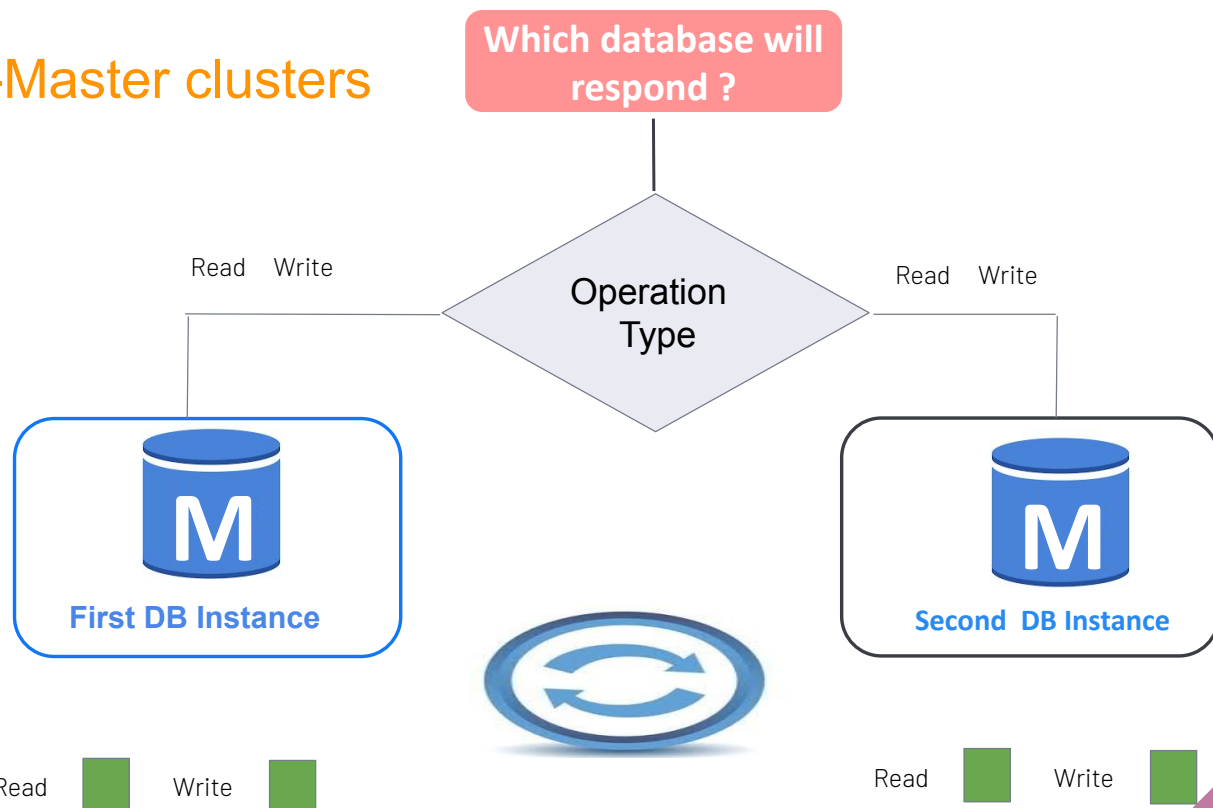 -Master clusters
Which database will
respond ?
Read Write
Operation
Type
Read Write
M
First DB Instance
M
Second DB Instance
Read Write
Read Write